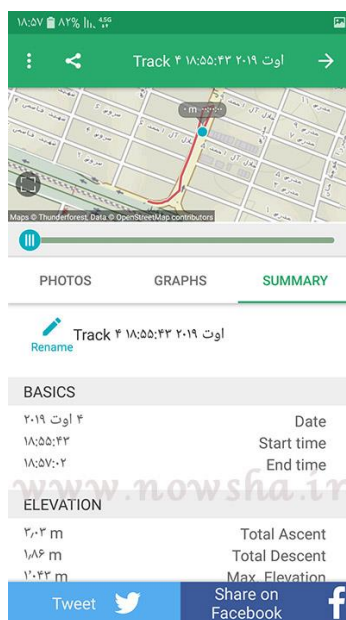 ۱۸:۵۷ ۸۲% 4.5G
Track ۴ اوت ۲۰۱۹ ۱۸:۵۵:۴۳
Maps © Thunderforest, Data © OpenStreetMap contributors
PHOTOS GRAPHS SUMMARY
Rename
Track ۴ اوت ۲۰۱۹ ۱۸:۵۵:۴۳
BASICS
۴ اوت ۲۰۱۹ Date
۱۸:۵۵:۴۳ Start time
۱۸:۵۷:۰۲ End time
www.nowsha.ir
ELEVATION
۳٫۰۳ m Total Ascent
۱٫۸۶ m Total Descent
Max. Elevation
Tweet
Share on
Facebook